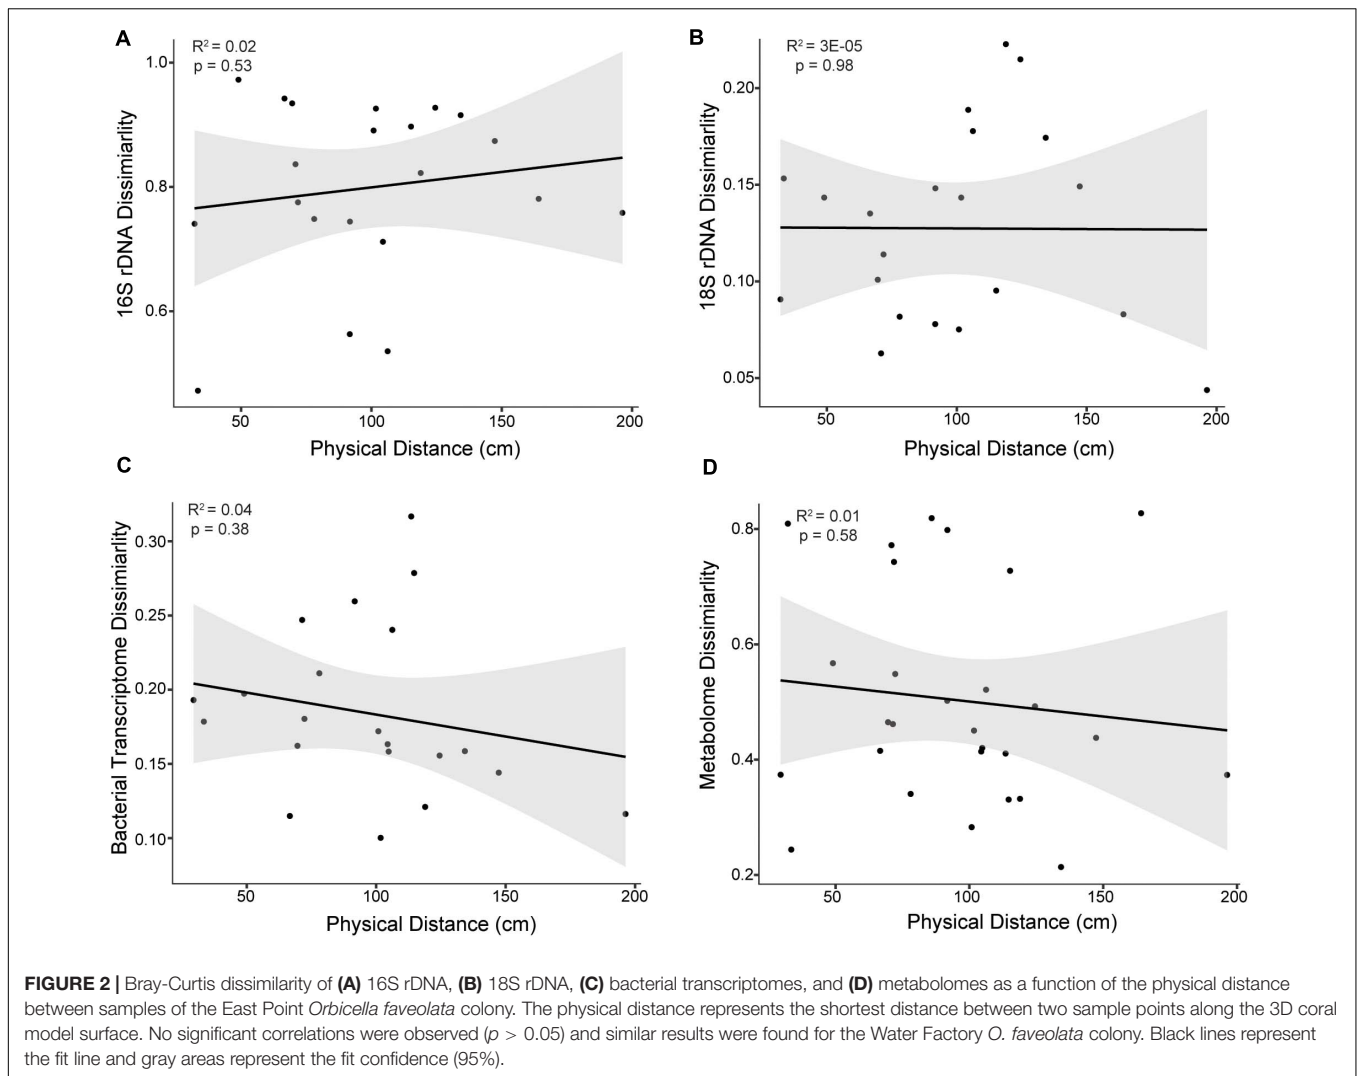 A
R² = 0.02
p = 0.53
1.0
0.8
0.6
16S rDNA Dissimiarlity
50 100 150 200
Physical Distance (cm)
B
R² = 3E-05
p = 0.98
0.20
0.15
0.10
0.05
18S rDNA Dissimiarlity
50 100 150 200
Physical Distance (cm)
C
R² = 0.04
p = 0.38
0.30
0.25
0.20
0.15
0.10
Bacterial Transcriptome Dissimiarlity
50 100 150 200
Physical Distance (cm)
D
R² = 0.01
p = 0.58
0.8
0.6
0.4
0.2
Metabolome Dissimiarlity
50 100 150 200
Physical Distance (cm)
FIGURE 2 | Bray-Curtis dissimilarity of (A) 16S rDNA, (B) 18S rDNA, (C) bacterial transcriptomes, and (D) metabolomes as a function of the physical distance
between samples of the East Point Orbicella faveolata colony. The physical distance represents the shortest distance between two sample points along the 3D coral
model surface. No significant correlations were observed (p > 0.05) and similar results were found for the Water Factory O. faveolata colony. Black lines represent
the fit line and gray areas represent the fit confidence (95%).